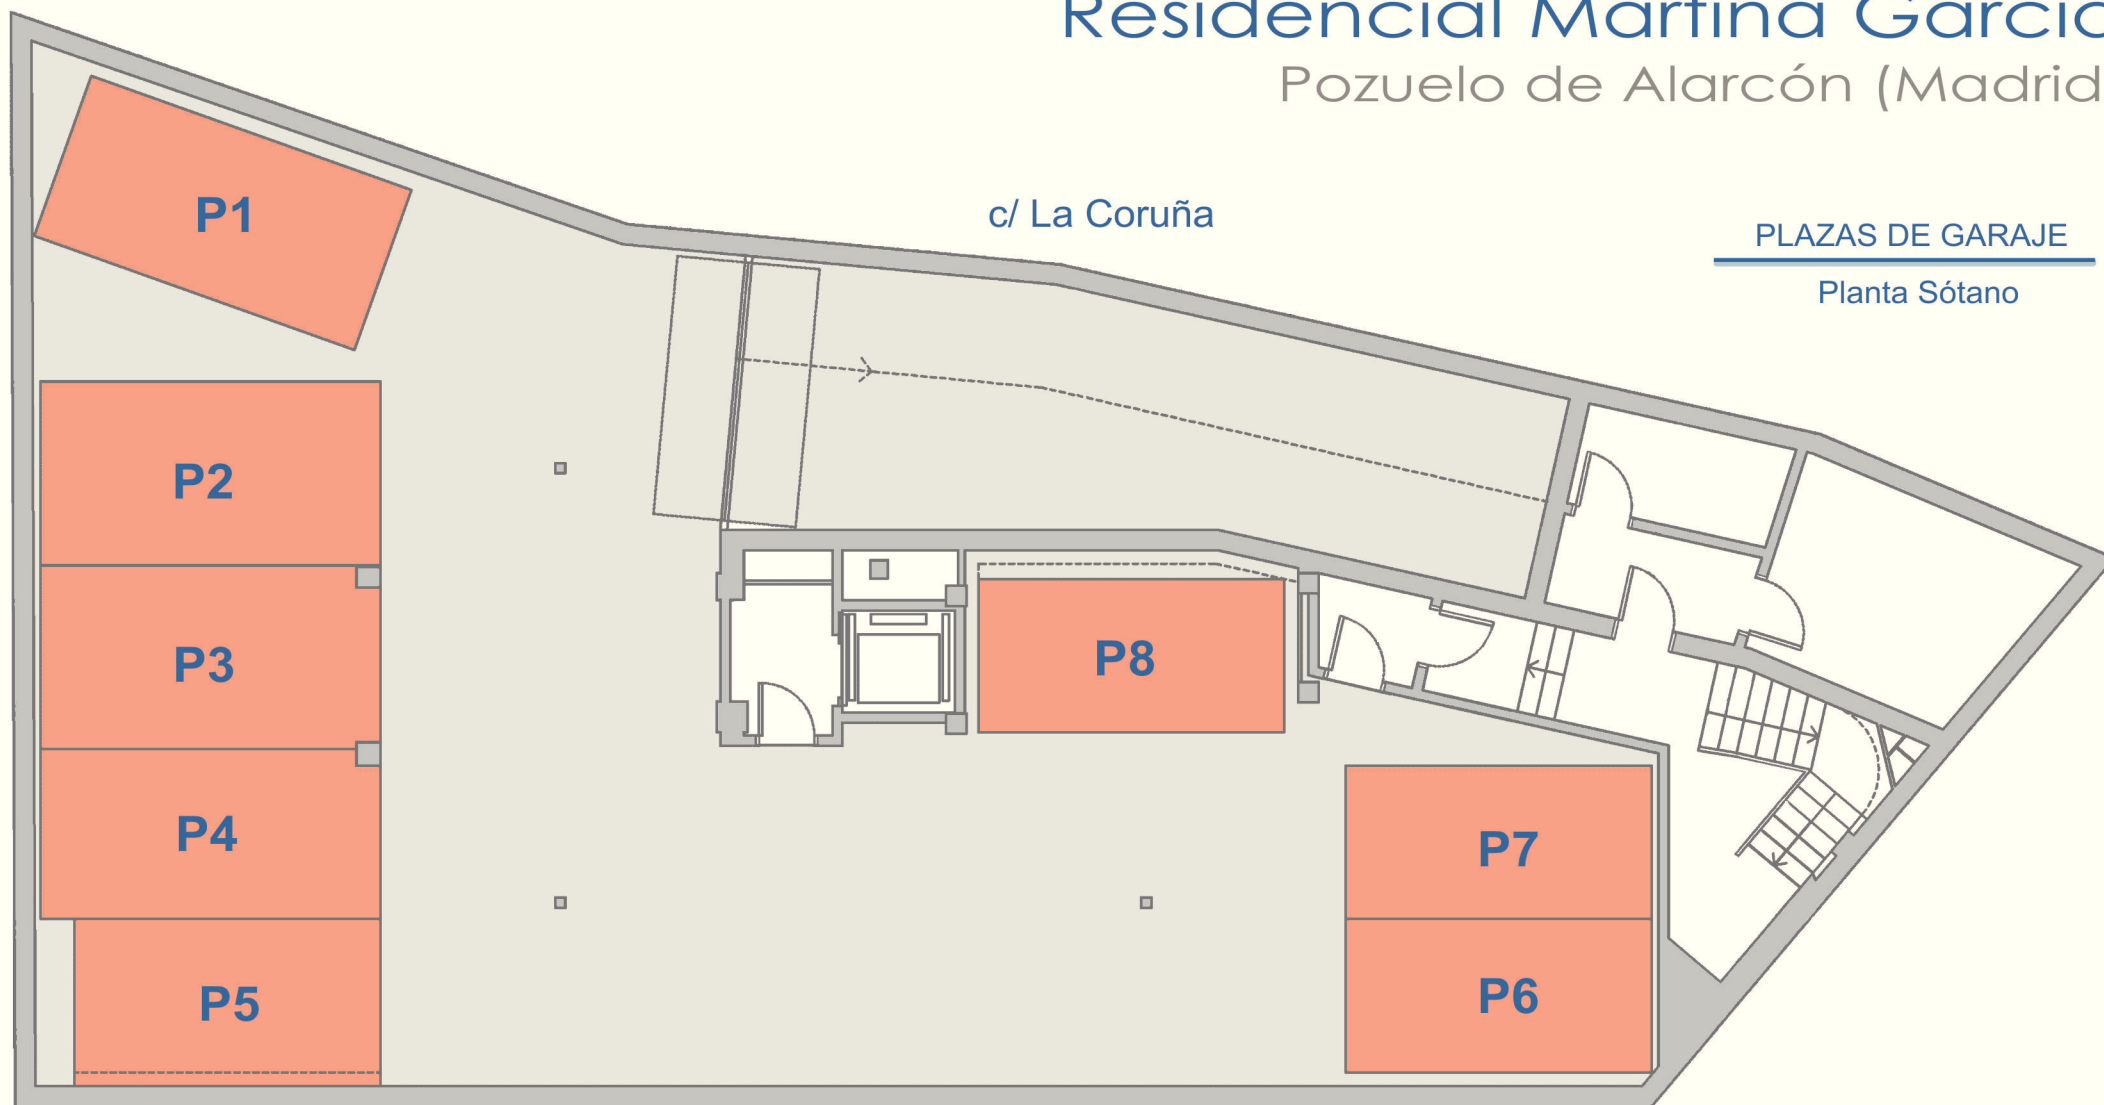 Residencial Martina García
Pozuelo de Alarcón (Madrid
c/ La Coruña
PLAZAS DE GARAJE
Planta Sótano
P1
P2
P3
P4
P5
P8
P7
P6